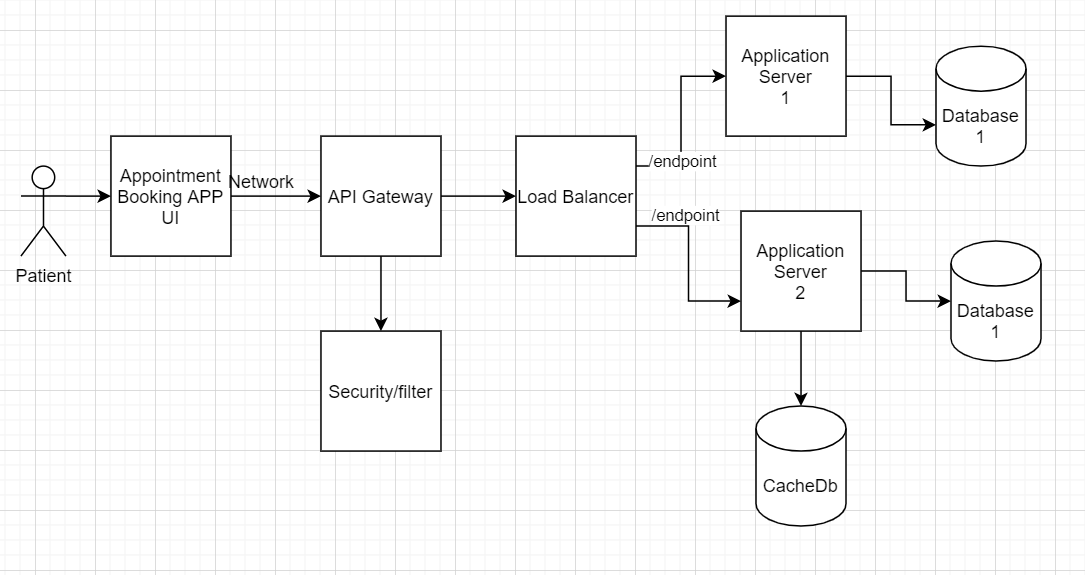 Patient
Appointment
Booking APP
UI
Network
API Gateway
Security/filter
Load Balancer
/endpoint
/endpoint
Application
Server
1
Database
1
Application
Server
2
Database
1
CacheDb